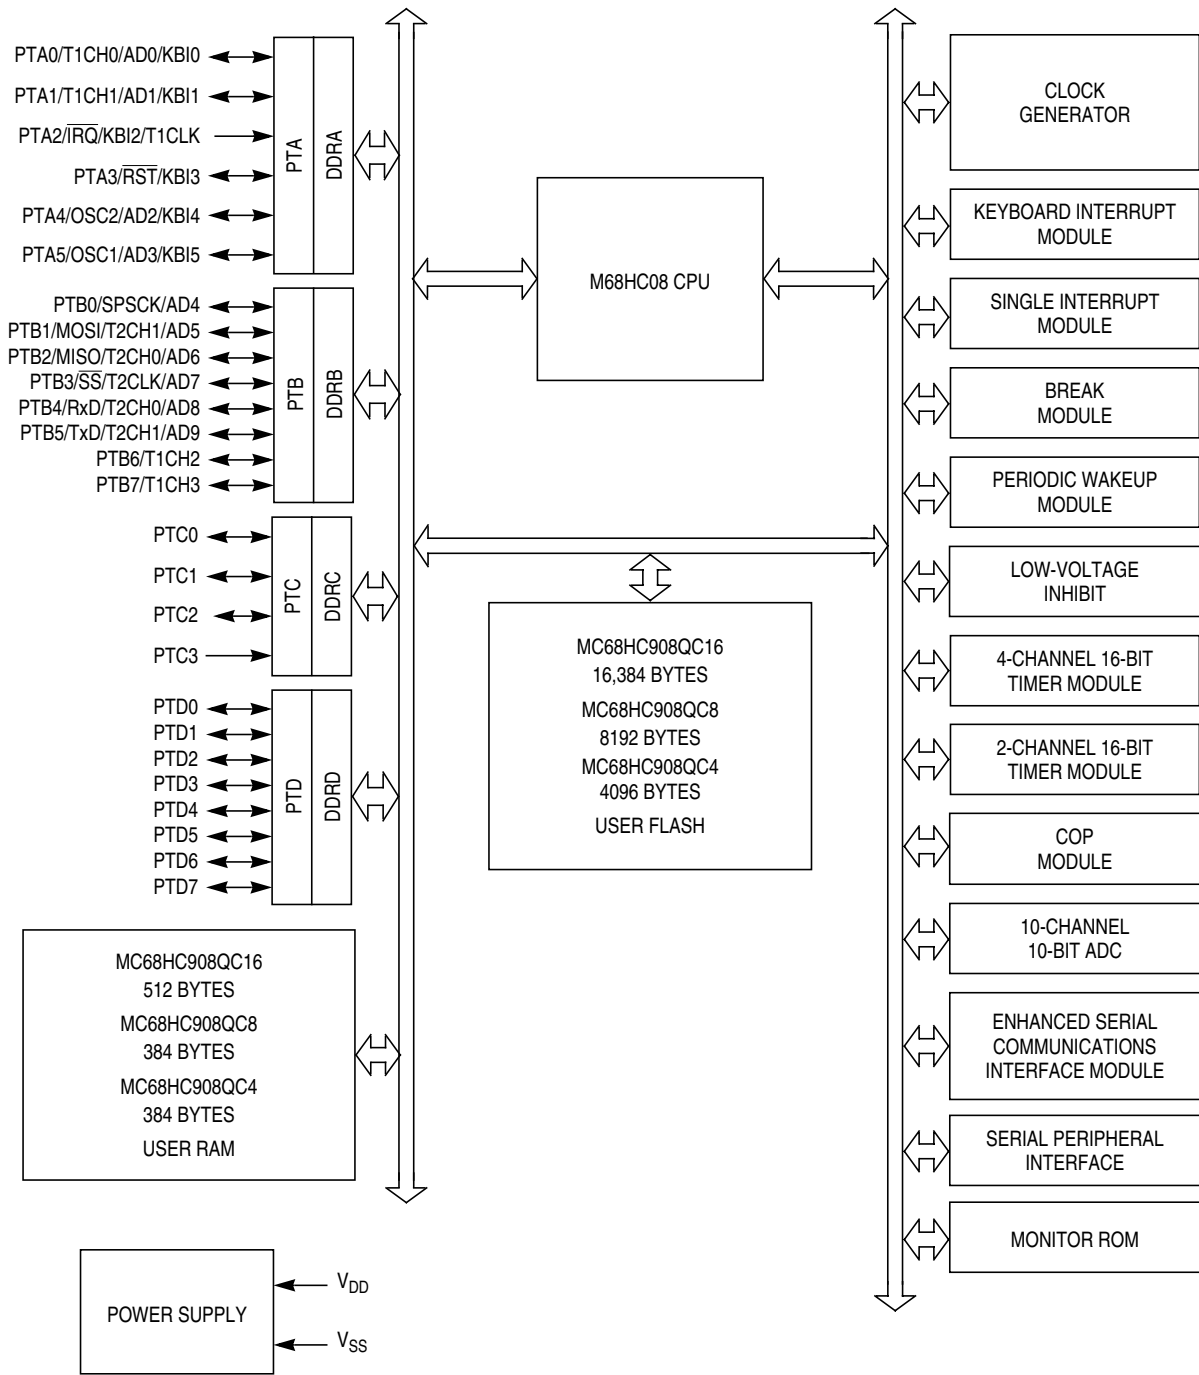 PTA0/T1CH0/AD0/KBI0
PTA1/T1CH1/AD1/KBI1
PTA2/IRQ/KBI2/T1CLK
PTA3/RST/KBI3
PTA4/OSC2/AD2/KBI4
PTA5/OSC1/AD3/KBI5
PTA
DDRA
PTB0/SPSCK/AD4
PTB1/MOSI/T2CH1/AD5
PTB2/MISO/T2CH0/AD6
PTB3/SS/T2CLK/AD7
PTB4/RxD/T2CH0/AD8
PTB5/TxD/T2CH1/AD9
PTB6/T1CH2
PTB7/T1CH3
PTB
DDRB
PTC0
PTC1
PTC2
PTC3
PTC
DDRC
PTD0
PTD1
PTD2
PTD3
PTD4
PTD5
PTD6
PTD7
PTD
DDRD
MC68HC908QC16
512 BYTES
MC68HC908QC8
384 BYTES
MC68HC908QC4
384 BYTES
USER RAM
POWER SUPPLY
VDD
VSS
M68HC08 CPU
MC68HC908QC16
16,384 BYTES
MC68HC908QC8
8192 BYTES
MC68HC908QC4
4096 BYTES
USER FLASH
CLOCK
GENERATOR
KEYBOARD INTERRUPT
MODULE
SINGLE INTERRUPT
MODULE
BREAK
MODULE
PERIODIC WAKEUP
MODULE
LOW-VOLTAGE
INHIBIT
4-CHANNEL 16-BIT
TIMER MODULE
2-CHANNEL 16-BIT
TIMER MODULE
COP
MODULE
10-CHANNEL
10-BIT ADC
ENHANCED SERIAL
COMMUNICATIONS
INTERFACE MODULE
SERIAL PERIPHERAL
INTERFACE
MONITOR ROM